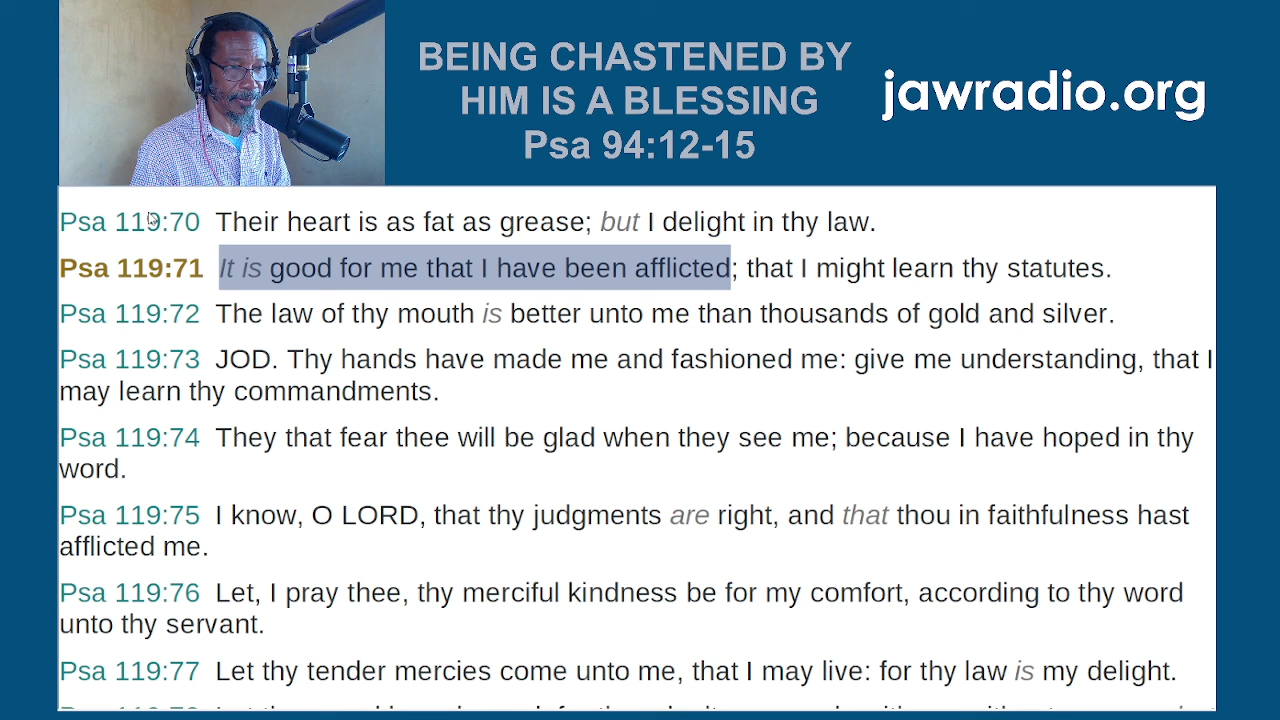 BEING CHASTENED BY
HIM IS A BLESSING
Psa 94:12-15
jawradio.org
Psa 119:70 Their heart is as fat as grease; but I delight in thy law.
Psa 119:71 It is good for me that I have been afflicted; that I might learn thy statutes.
Psa 119:72 The law of thy mouth is better unto me than thousands of gold and silver.
Psa 119:73 JOD. Thy hands have made me and fashioned me: give me understanding, that I
may learn thy commandments.
Psa 119:74 They that fear thee will be glad when they see me; because I have hoped in thy
word.
Psa 119:75 I know, O LORD, that thy judgments are right, and that thou in faithfulness hast
afflicted me.
Psa 119:76 Let, I pray thee, thy merciful kindness be for my comfort, according to thy word
unto thy servant.
Psa 119:77 Let thy tender mercies come unto me, that I may live: for thy law is my delight.